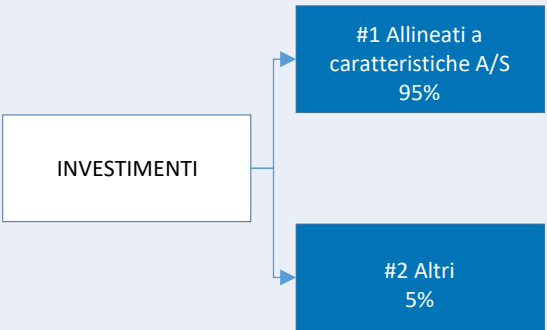 #1 Allineati a
caratteristiche A/S
95%
INVESTIMENTI
#2 Altri
5%